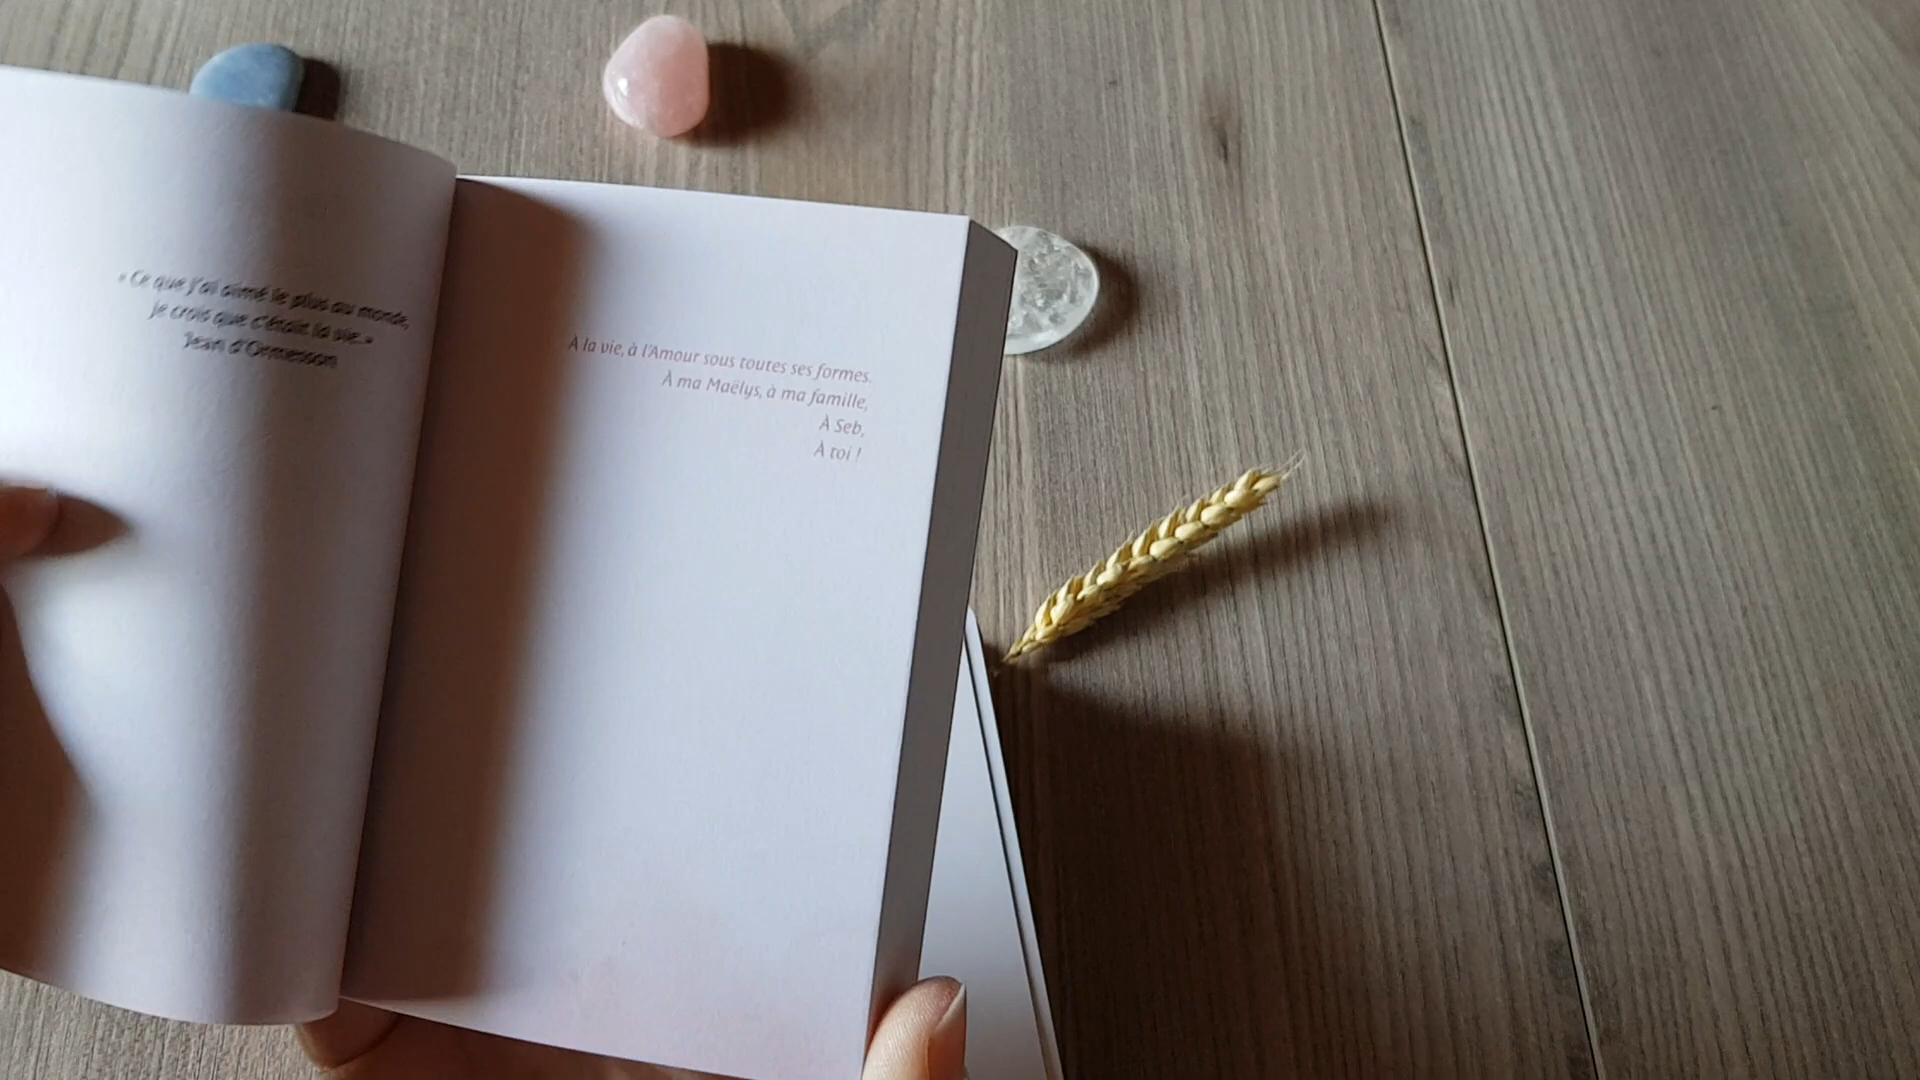 « Ce que j'ai aimé le plus au monde,
je crois que c'était la vie. »
Jean d'Ormesson
À la vie, à l'Amour sous toutes ses formes.
À ma Maëlys, à ma famille,
À Seb,
À toi !